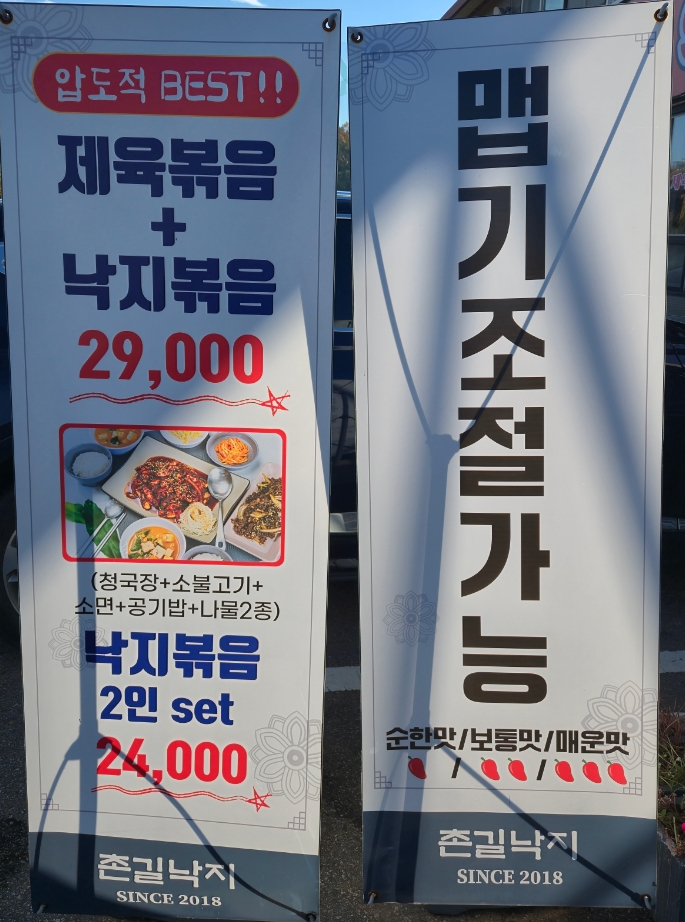 압도적 BEST!!
제육볶음
+
낙지볶음
29,000
(청국장+소불고기+
소면+공기밥+나물2종)
낙지볶음
2인 set
24,000
촌길낙지
SINCE 2018
맵기조절가능
순한맛/보통맛/매운맛
/ /
촌길낙지
SINCE 2018